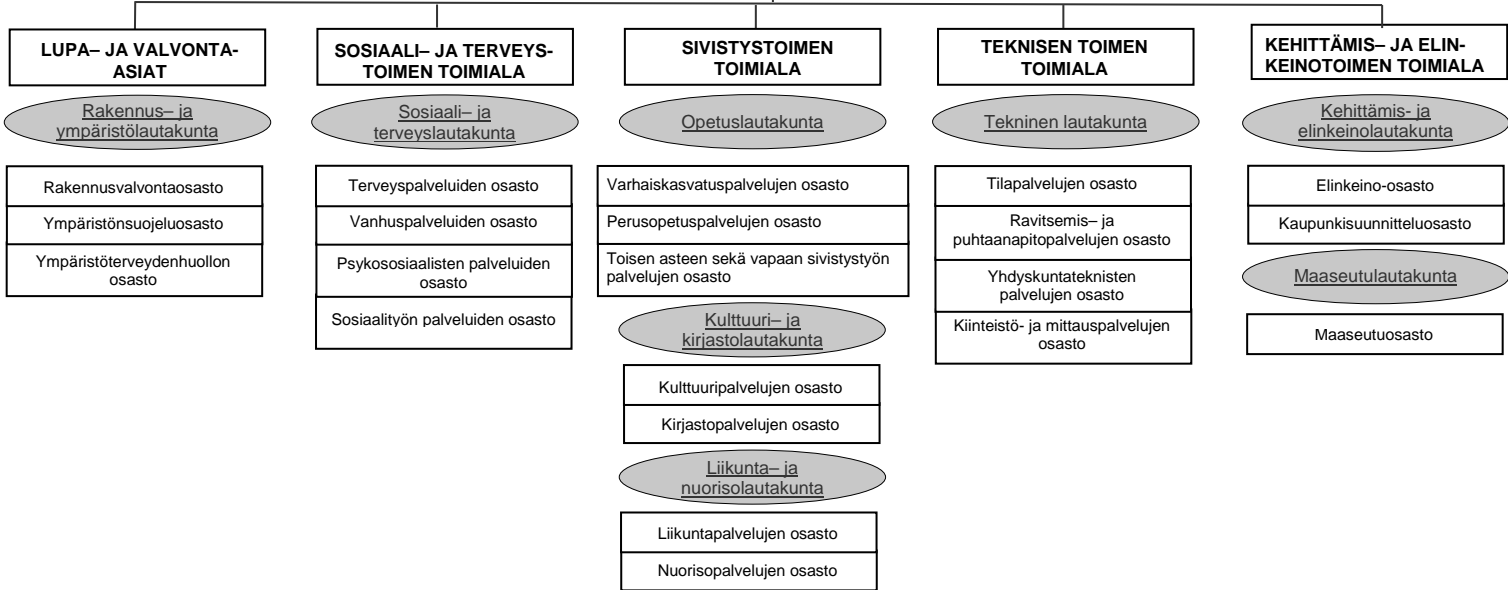 LUPA– JA VALVONTA-
ASIAT
Rakennus– ja
ympäristölautakunta
Rakennusvalvontaosasto
Ympäristönsuojeluosasto
Ympäristöterveydenhuollon
osasto
SOSIAALI– JA TERVEYS-
TOIMEN TOIMIALA
Sosiaali– ja
terveyslautakunta
Terveyspalveluiden osasto
Vanhuspalveluiden osasto
Psykososiaalisten palveluiden
osasto
Sosiaalityön palveluiden osasto
SIVISTYSTOIMEN
TOIMIALA
Opetuslautakunta
Varhaiskasvatuspalvelujen osasto
Perusopetuspalvelujen osasto
Toisen asteen sekä vapaan sivistystyön
palvelujen osasto
Kulttuuri– ja
kirjastolautakunta
Kulttuuripalvelujen osasto
Kirjastopalvelujen osasto
Liikunta– ja
nuorisolautakunta
Liikuntapalvelujen osasto
Nuorisopalvelujen osasto
TEKNISEN TOIMEN
TOIMIALA
Tekninen lautakunta
Tilapalvelujen osasto
Ravitsemis– ja
puhtaanapitopalvelujen osasto
Yhdyskuntateknisten
palvelujen osasto
Kiinteistö- ja mittauspalvelujen
osasto
KEHITTÄMIS– JA ELIN-
KEINOTOIMEN TOIMIALA
Kehittämis- ja
elinkeinolautakunta
Elinkeino-osasto
Kaupunkisuunnitteluosasto
Maaseutulautakunta
Maaseutuosasto